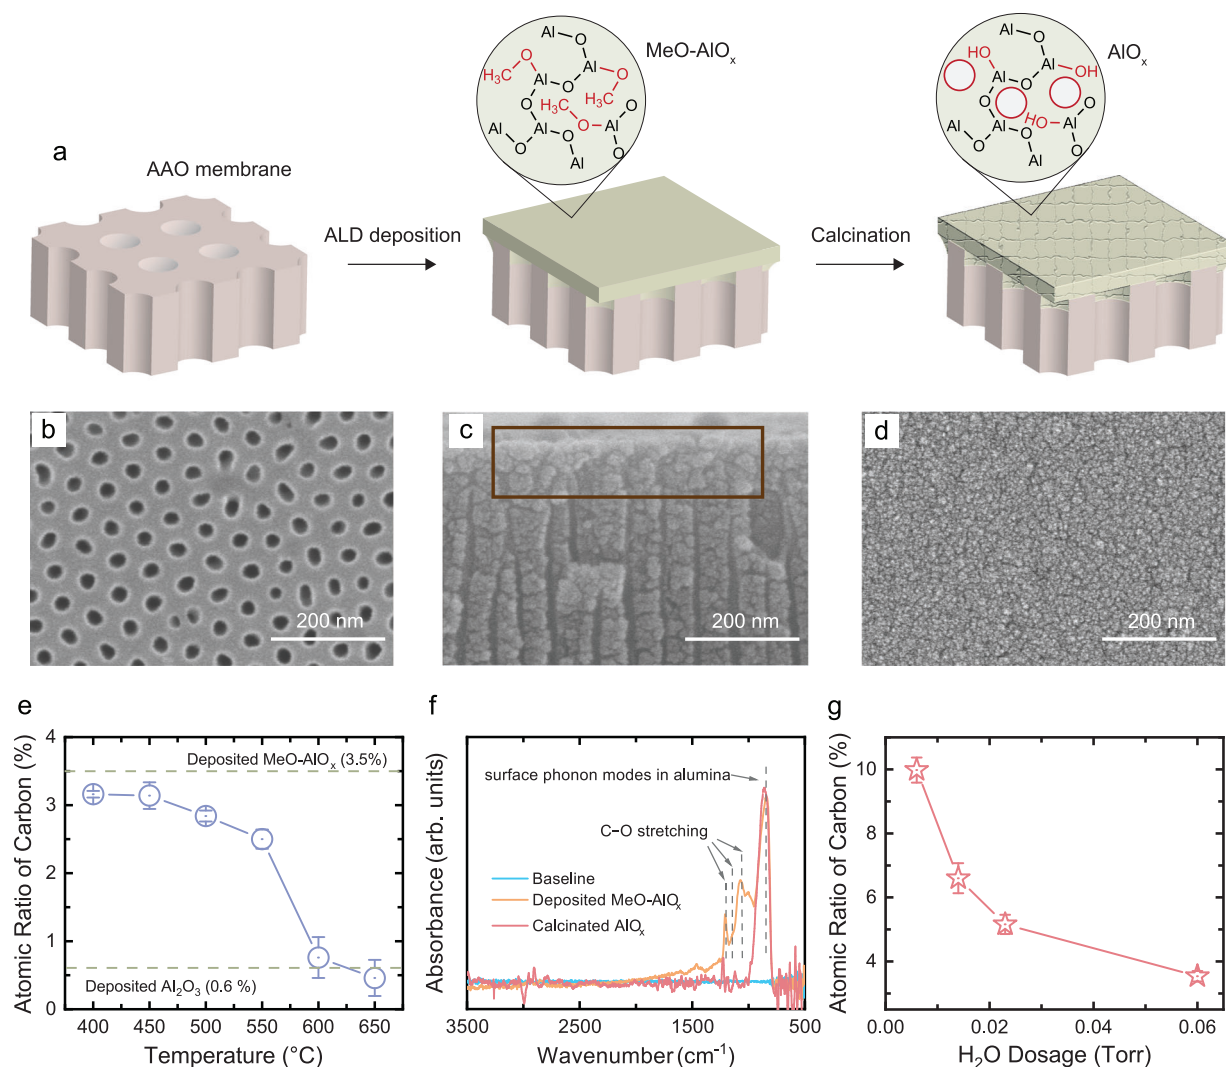 a
AAO membrane
ALD deposition
MeO-AlOₓ
Al
O
Al
O
H₃C
Al
O
O
H₃C
O
H₃C
O
Al
O
O
Al
O
Al
O
Al
O
Calcination
AlOₓ
Al
O
Al
HO
Al
O
OH
O
HO
Al
O
O
Al
O
Al
O
Al
b
200 nm
c
200 nm
d
200 nm
e
Atomic Ratio of Carbon (%)
4
3
2
1
0
Deposited MeO-AlOₓ (3.5%)
Deposited Al₂O₃ (0.6 %)
400 450 500 550 600 650
Temperature (°C)
f
Absorbance (arb. units)
surface phonon modes in alumina
C–O stretching
Baseline
Deposited MeO-AlOₓ
Calcinated AlOₓ
3500 2500 1500 500
Wavenumber (cm⁻¹)
g
Atomic Ratio of Carbon (%)
10
8
6
4
0.00 0.02 0.04 0.06
H₂O Dosage (Torr)